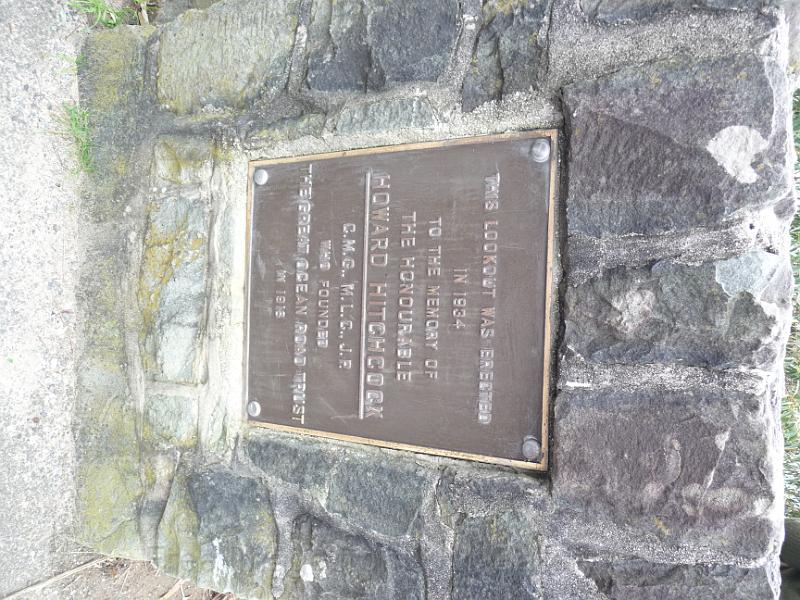 THIS LOOKOUT WAS ERECTED
IN 1934
TO THE MEMORY OF
THE HONOURABLE
HOWARD HITCHCOCK
C.M.G., M.L.C., J.P.
WHO FOUNDED
THE GREAT OCEAN ROAD TRUST
IN 1918